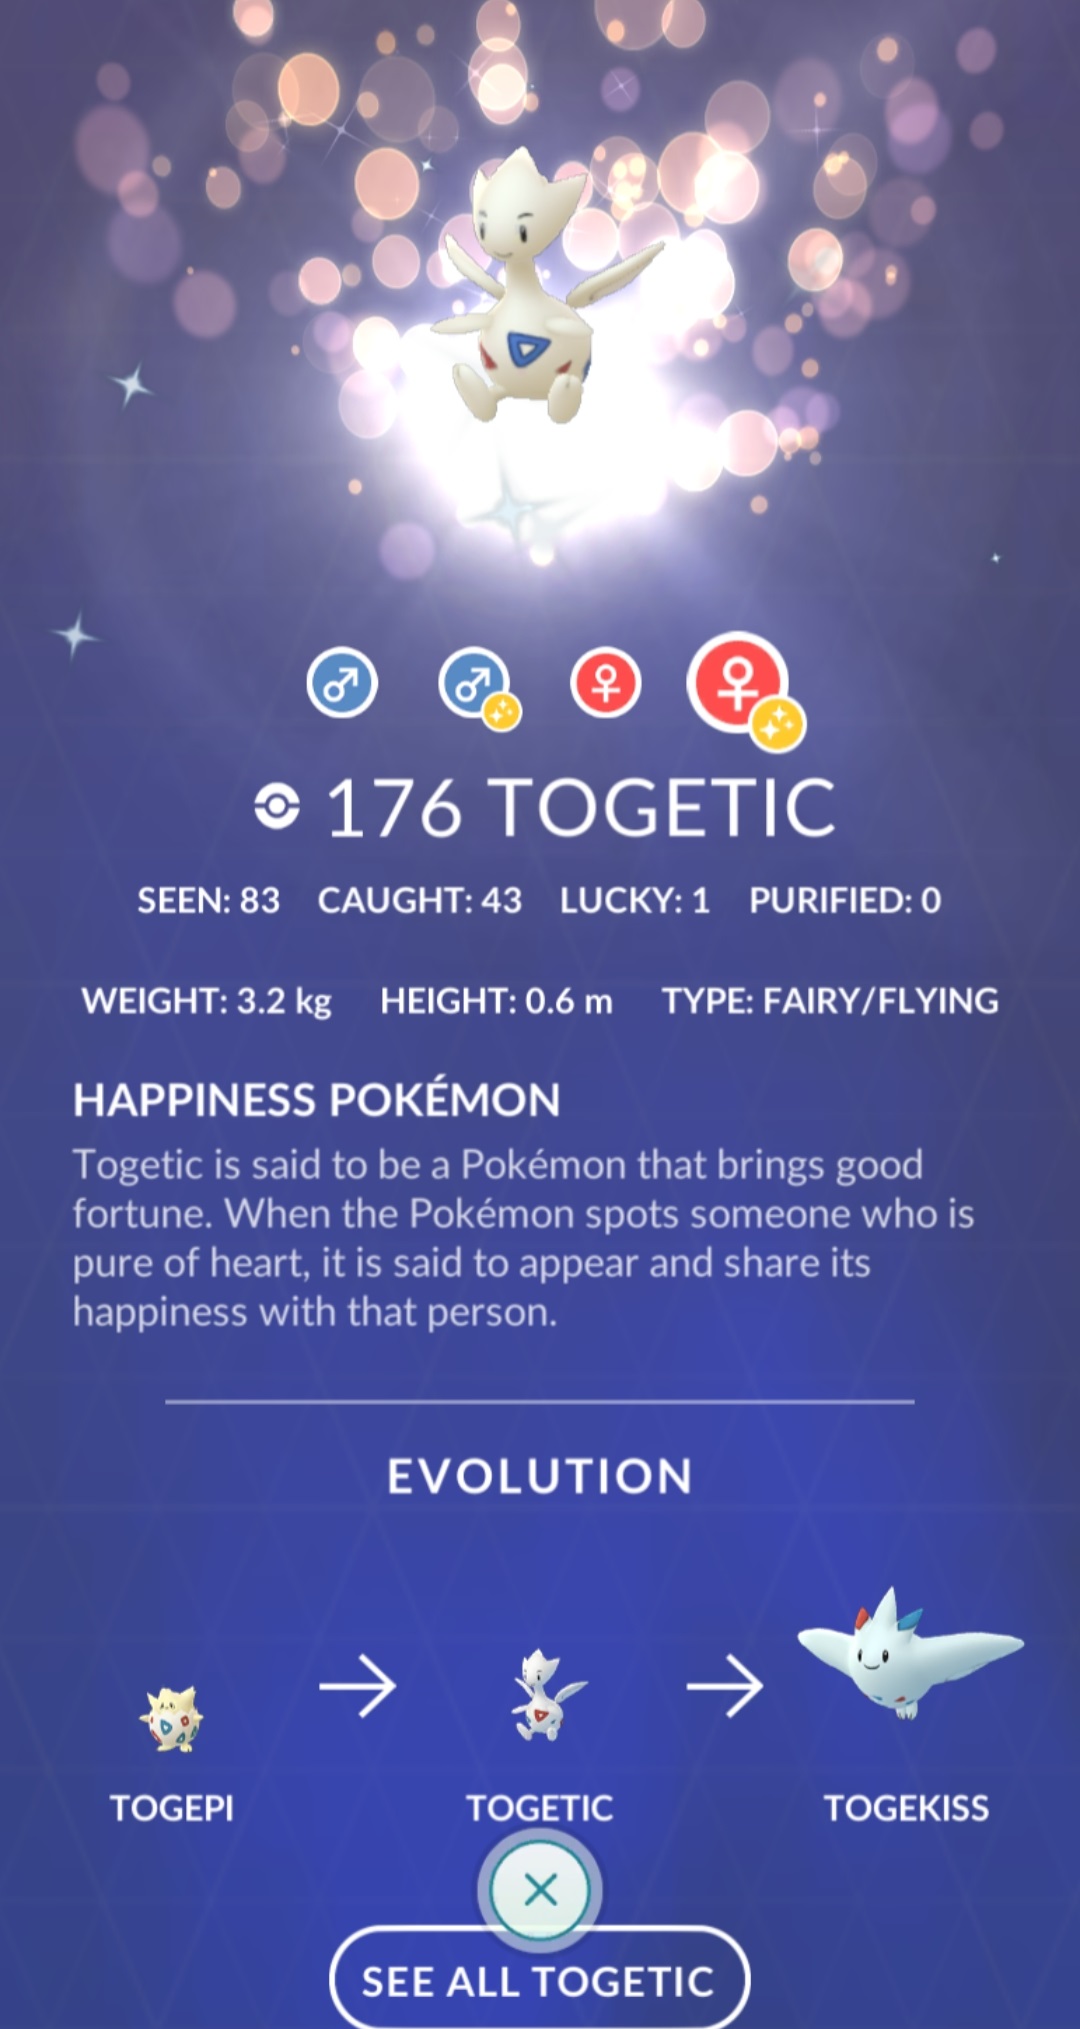 176 TOGETIC
SEEN: 83 CAUGHT: 43 LUCKY: 1 PURIFIED: 0
WEIGHT: 3.2 kg HEIGHT: 0.6 m TYPE: FAIRY/FLYING
HAPPINESS POKÉMON
Togetic is said to be a Pokémon that brings good
fortune. When the Pokémon spots someone who is
pure of heart, it is said to appear and share its
happiness with that person.
EVOLUTION
TOGEPI TOGETIC TOGEKISS
SEE ALL TOGETIC